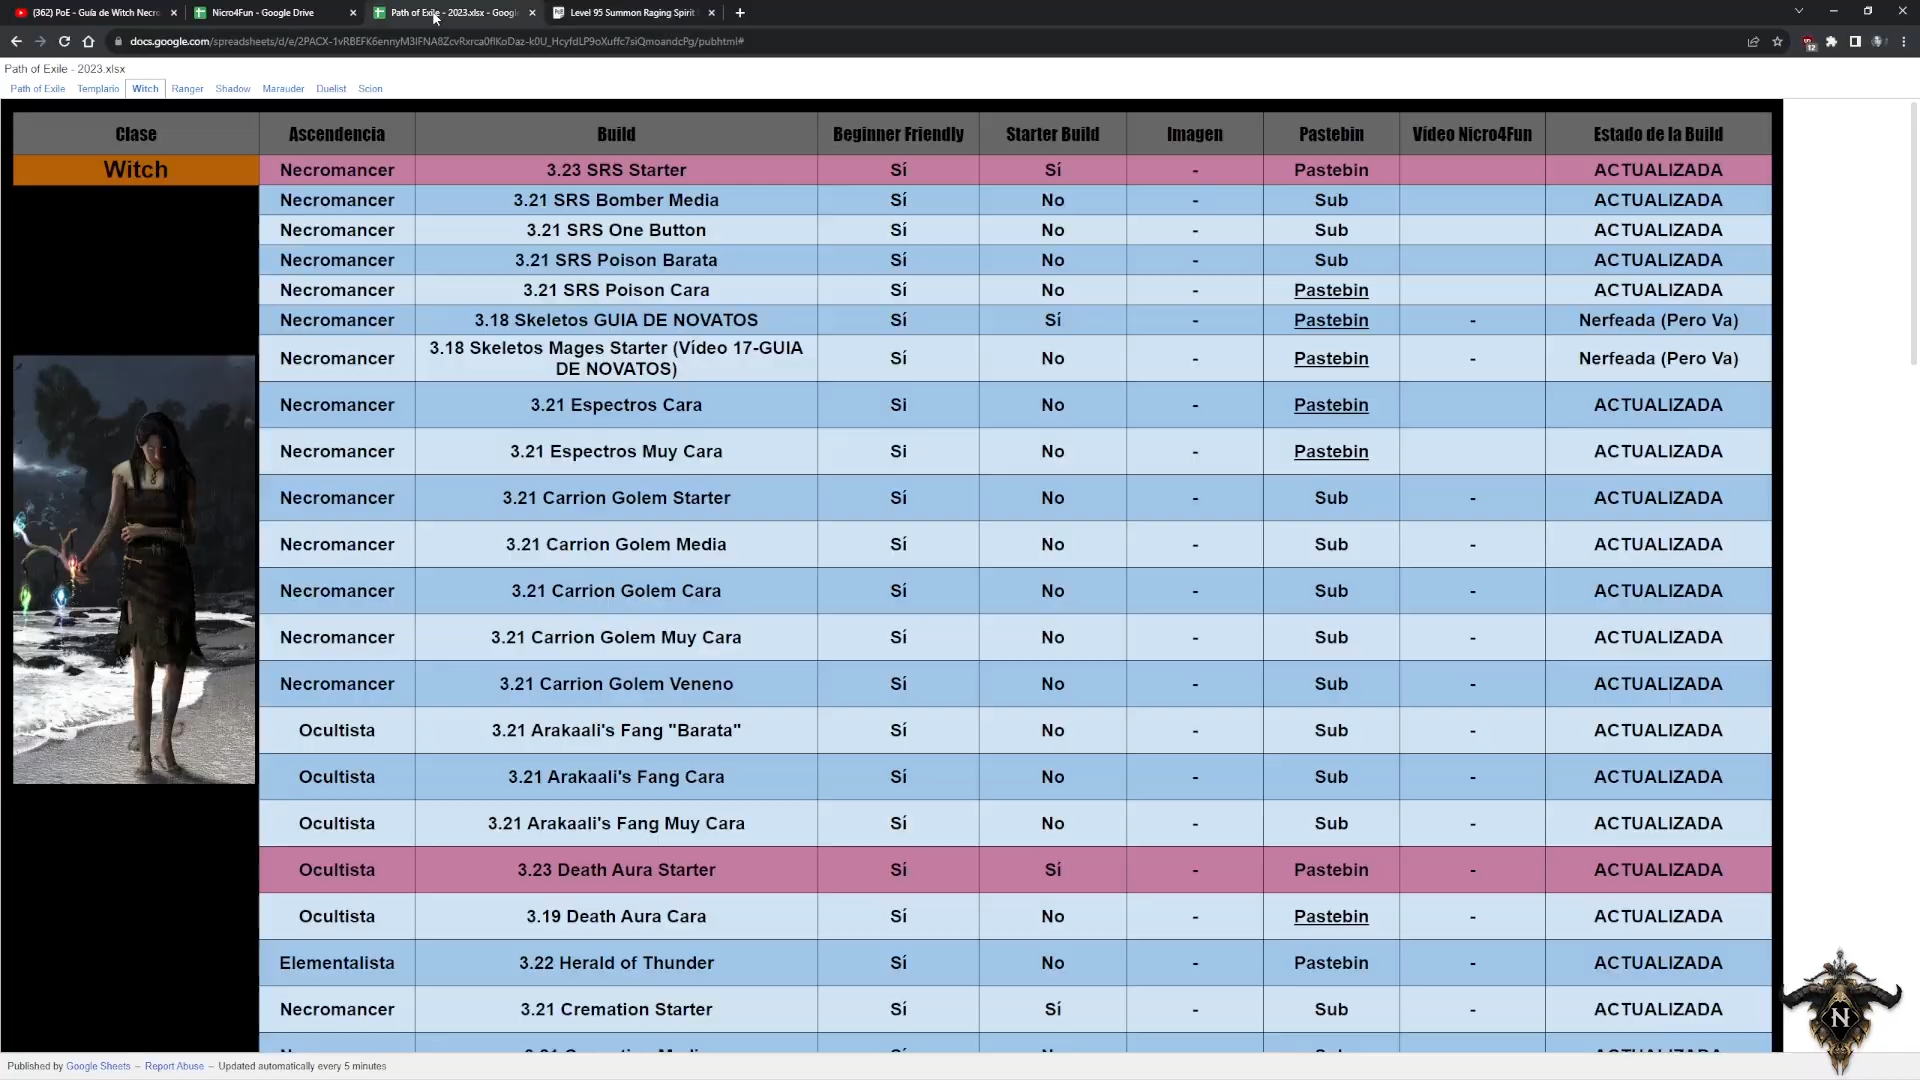 (362) PoE - Guía de Witch Necro
Nicro4Fun - Google Drive
Path of Exile - 2023.xlsx - Googl
Level 95 Summon Raging Spirit
Path of Exile - 2023.xlsx
Path of Exile Templario Witch Ranger Shadow Marauder Duelist Scion
Clase Ascendencia Build Beginner Friendly Starter Build Imagen Pastebin Vídeo Nicro4Fun Estado de la Build
Witch Necromancer 3.23 SRS Starter Sí Sí - Pastebin ACTUALIZADA
Necromancer 3.21 SRS Bomber Media Sí No - Sub ACTUALIZADA
Necromancer 3.21 SRS One Button Sí No - Sub ACTUALIZADA
Necromancer 3.21 SRS Poison Barata Sí No - Sub ACTUALIZADA
Necromancer 3.21 SRS Poison Cara Sí No - Pastebin ACTUALIZADA
Necromancer 3.18 Skeletos GUIA DE NOVATOS Sí Sí - Pastebin - Nerfeada (Pero Va)
Necromancer 3.18 Skeletos Mages Starter (Vídeo 17-GUIA
DE NOVATOS) Sí No - Pastebin - Nerfeada (Pero Va)
Necromancer 3.21 Espectros Cara Si No - Pastebin ACTUALIZADA
Necromancer 3.21 Espectros Muy Cara Si No - Pastebin ACTUALIZADA
Necromancer 3.21 Carrion Golem Starter Sí No - Sub - ACTUALIZADA
Necromancer 3.21 Carrion Golem Media Sí No - Sub - ACTUALIZADA
Necromancer 3.21 Carrion Golem Cara Sí No - Sub - ACTUALIZADA
Necromancer 3.21 Carrion Golem Muy Cara Sí No - Sub - ACTUALIZADA
Necromancer 3.21 Carrion Golem Veneno Sí No - Sub - ACTUALIZADA
Ocultista 3.21 Arakaali's Fang "Barata" Sí No - Sub - ACTUALIZADA
Ocultista 3.21 Arakaali's Fang Cara Sí No - Sub - ACTUALIZADA
Ocultista 3.21 Arakaali's Fang Muy Cara Sí No - Sub - ACTUALIZADA
Ocultista 3.23 Death Aura Starter Sí Sí - Pastebin - ACTUALIZADA
Ocultista 3.19 Death Aura Cara Sí No - Pastebin - ACTUALIZADA
Elementalista 3.22 Herald of Thunder Sí No - Pastebin - ACTUALIZADA
Necromancer 3.21 Cremation Starter Sí Sí - Sub - ACTUALIZADA
N
Published by Google Sheets – Report Abuse – Updated automatically every 5 minutes